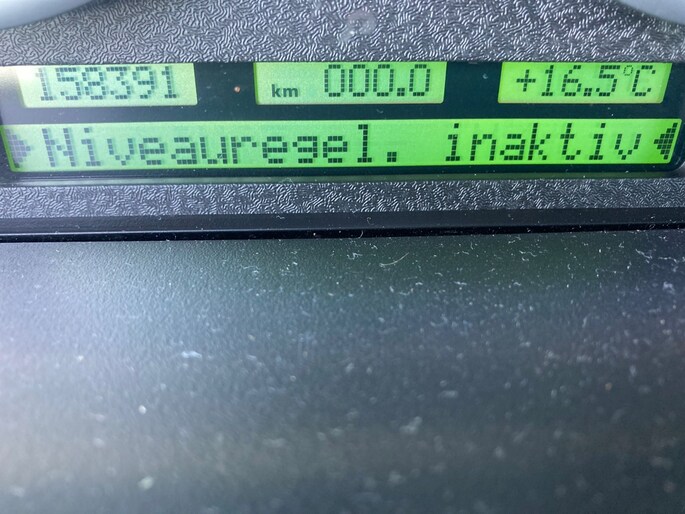 158391 km 000.0 +16.5°C
Niveauregel. inaktiv